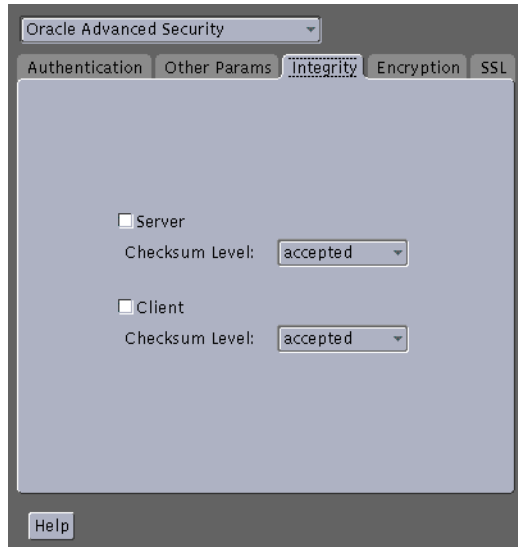 Oracle Advanced Security
Authentication Other Params Integrity Encryption SSL
Server
Checksum Level: accepted
Client
Checksum Level: accepted
Help